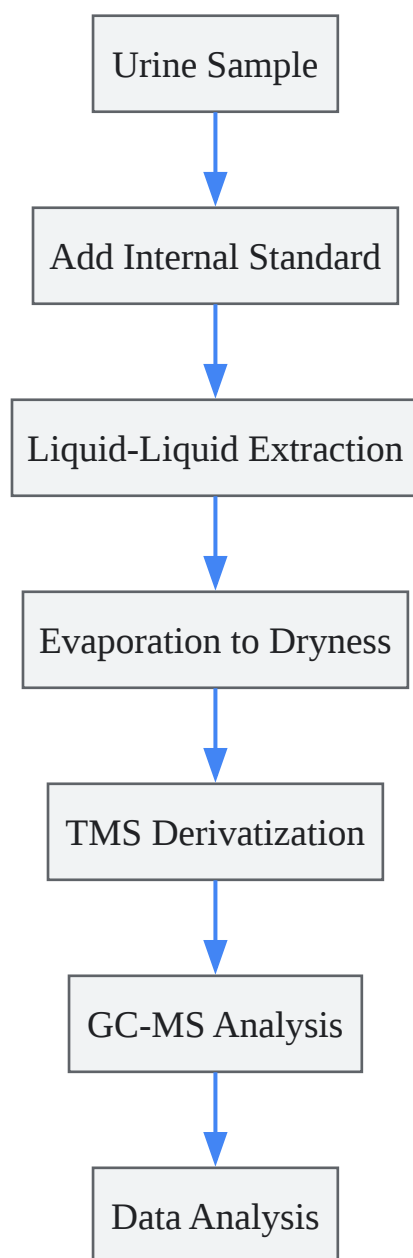 Urine Sample
Add Internal Standard
Liquid-Liquid Extraction
Evaporation to Dryness
TMS Derivatization
GC-MS Analysis
Data Analysis